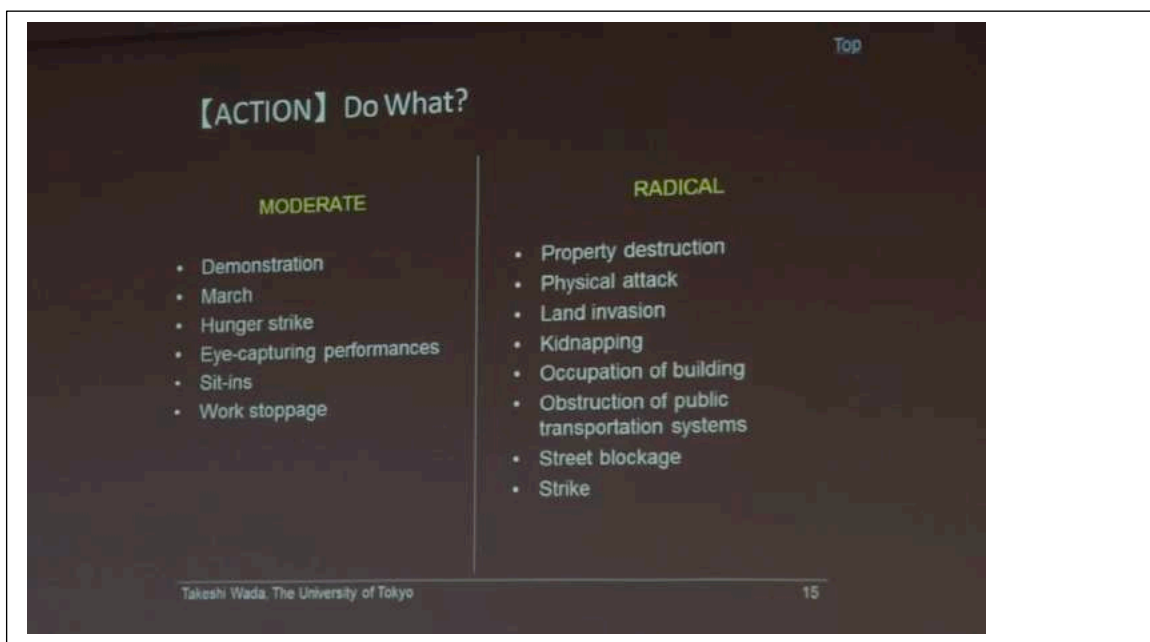 Top
【ACTION】 Do What?
MODERATE
• Demonstration
• March
• Hunger strike
• Eye-capturing performances
• Sit-ins
• Work stoppage
RADICAL
• Property destruction
• Physical attack
• Land invasion
• Kidnapping
• Occupation of building
• Obstruction of public
transportation systems
• Street blockage
• Strike
Takeshi Wada, The University of Tokyo
15